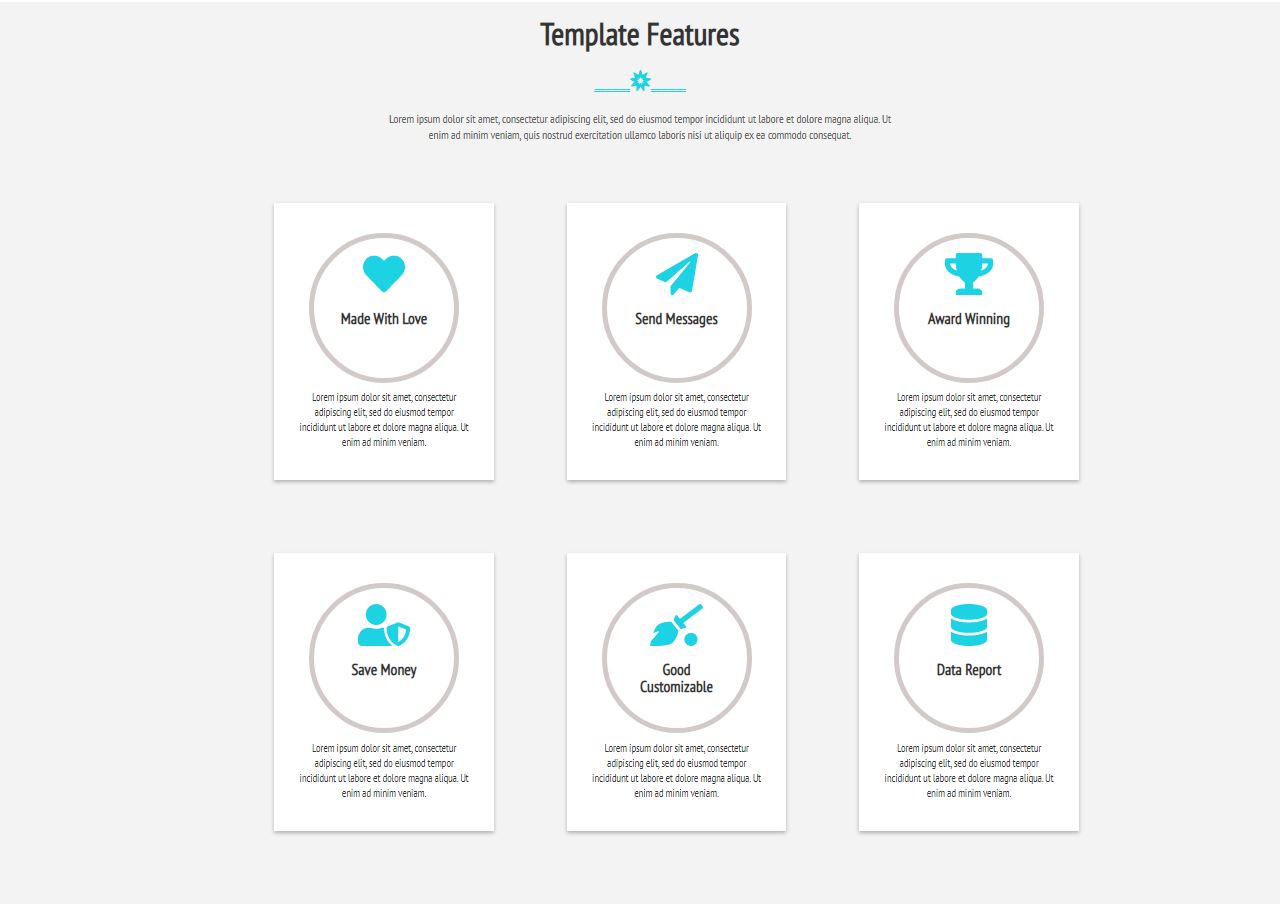 Template Features
Lorem ipsum dolor sit amet, consectetur adipiscing elit, sed do eiusmod tempor incididunt ut labore et dolore magna aliqua. Ut
enim ad minim veniam, quis nostrud exercitation ullamco laboris nisi ut aliquip ex ea commodo consequat.
Made With Love
Lorem ipsum dolor sit amet, consectetur
adipiscing elit, sed do eiusmod tempor
incididunt ut labore et dolore magna aliqua. Ut
enim ad minim veniam.
Send Messages
Lorem ipsum dolor sit amet, consectetur
adipiscing elit, sed do eiusmod tempor
incididunt ut labore et dolore magna aliqua. Ut
enim ad minim veniam.
Award Winning
Lorem ipsum dolor sit amet, consectetur
adipiscing elit, sed do eiusmod tempor
incididunt ut labore et dolore magna aliqua. Ut
enim ad minim veniam.
Save Money
Lorem ipsum dolor sit amet, consectetur
adipiscing elit, sed do eiusmod tempor
incididunt ut labore et dolore magna aliqua. Ut
enim ad minim veniam.
Good
Customizable
Lorem ipsum dolor sit amet, consectetur
adipiscing elit, sed do eiusmod tempor
incididunt ut labore et dolore magna aliqua. Ut
enim ad minim veniam.
Data Report
Lorem ipsum dolor sit amet, consectetur
adipiscing elit, sed do eiusmod tempor
incididunt ut labore et dolore magna aliqua. Ut
enim ad minim veniam.